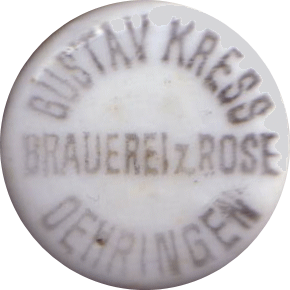 GUSTAV KRESS
BRAUEREI z. ROSE
OEHRINGEN